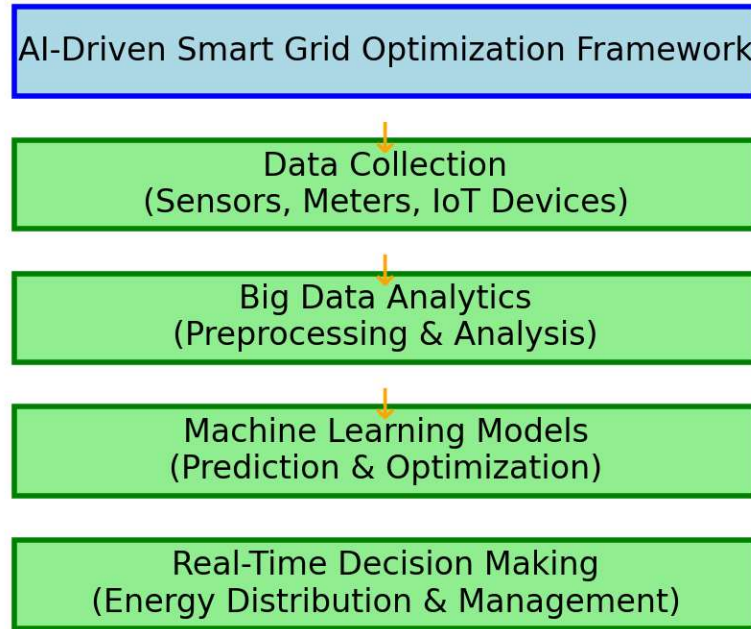 AI-Driven Smart Grid Optimization Framework
Data Collection
(Sensors, Meters, IoT Devices)
Big Data Analytics
(Preprocessing & Analysis)
Machine Learning Models
(Prediction & Optimization)
Real-Time Decision Making
(Energy Distribution & Management)